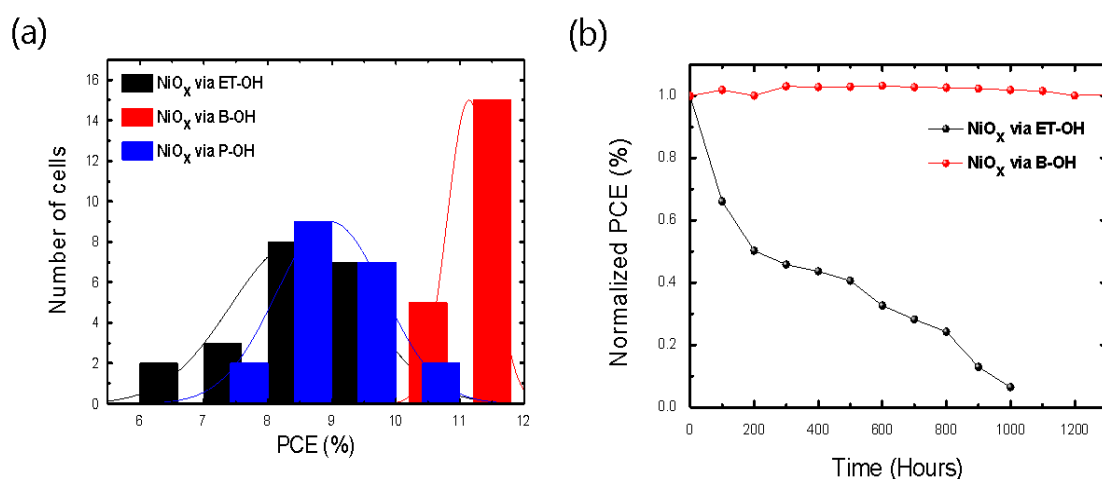 (a)
NiOX via ET-OH
NiOX via B-OH
NiOX via P-OH
Number of cells
16
14
12
10
8
6
4
2
0
6 7 8 9 10 11 12
PCE (%)
(b)
NiOX via ET-OH
NiOX via B-OH
Normalized PCE (%)
1.0
0.8
0.6
0.4
0.2
0.0
0 200 400 600 800 1000 1200
Time (Hours)